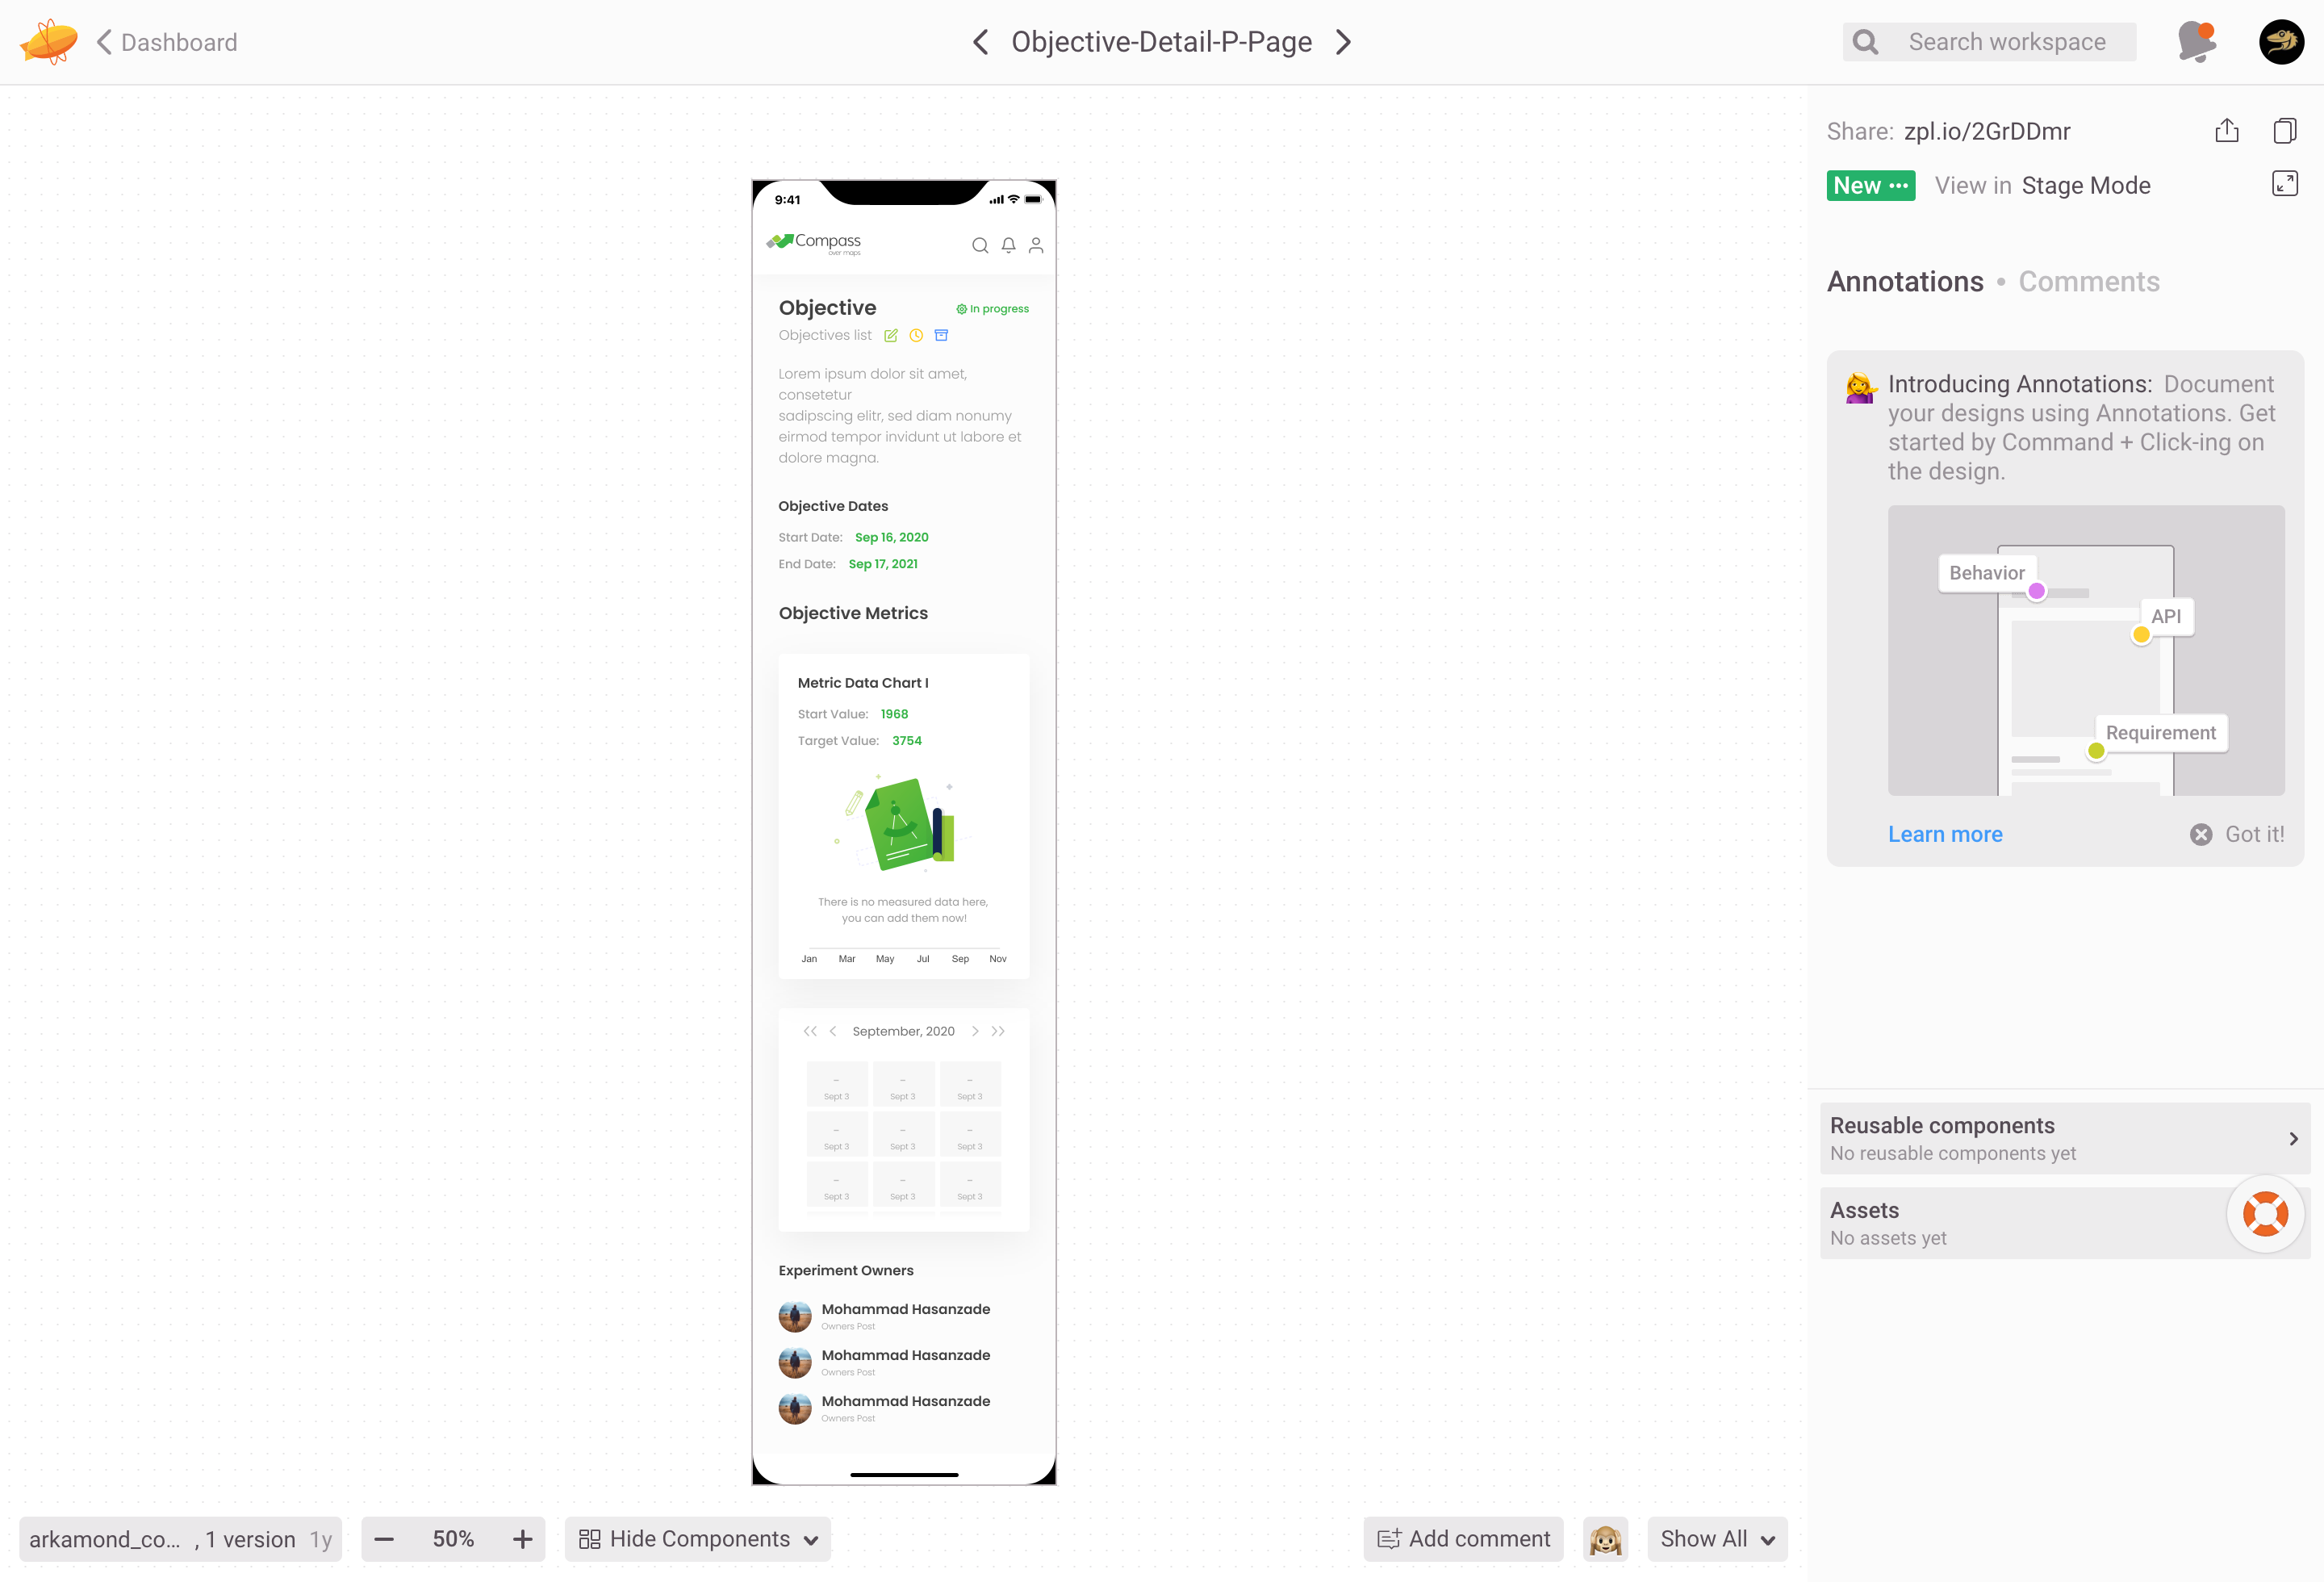 Dashboard
Objective-Detail-P-Page
Search workspace
9:41
Compass
over maps
Objective
In progress
Objectives list
Lorem ipsum dolor sit amet,
consetetur
sadipscing elitr, sed diam nonumy
eirmod tempor invidunt ut labore et
dolore magna.
Objective Dates
Start Date: Sep 16, 2020
End Date: Sep 17, 2021
Objective Metrics
Metric Data Chart I
Start Value: 1968
Target Value: 3754
There is no measured data here,
you can add them now!
Jan Mar May Jul Sep Nov
<< < September, 2020 > >>
- - -
Sept 3 Sept 3 Sept 3
- - -
Sept 3 Sept 3 Sept 3
- - -
Sept 3 Sept 3 Sept 3
Experiment Owners
Mohammad Hasanzade
Owners Post
Mohammad Hasanzade
Owners Post
Mohammad Hasanzade
Owners Post
Share: zpl.io/2GrDDmr
New ••• View in Stage Mode
Annotations • Comments
Introducing Annotations: Document
your designs using Annotations. Get
started by Command + Click-ing on
the design.
Behavior
API
Requirement
Learn more
Got it!
Reusable components
No reusable components yet
Assets
No assets yet
arkamond_co... , 1 version 1y
50%
Hide Components
Add comment
Show All